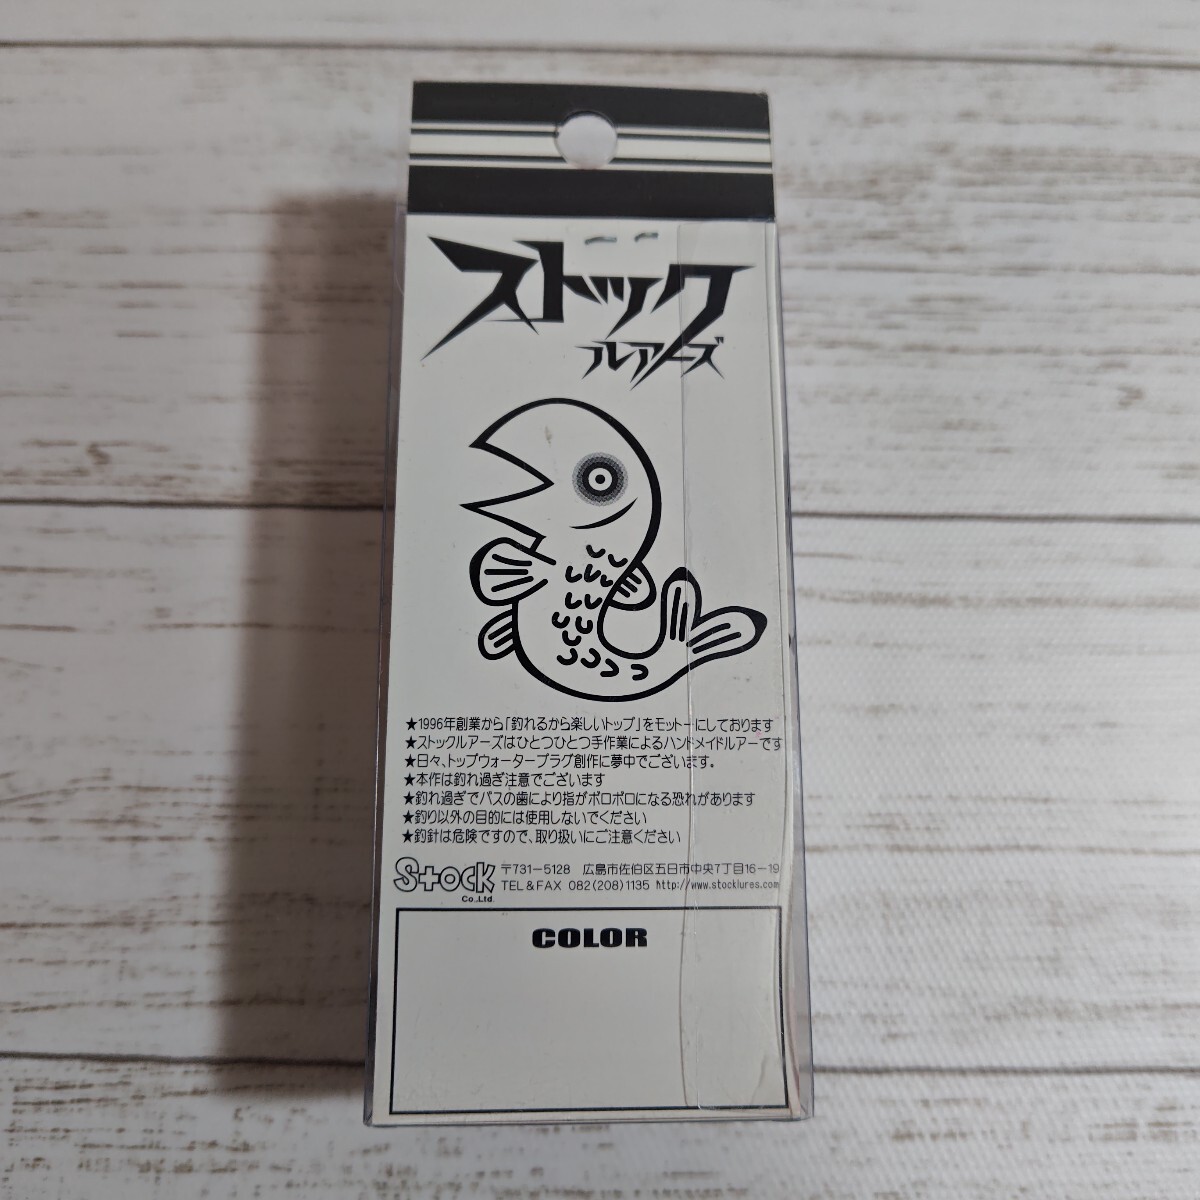 ストック
ルアーズ
★1996年創業から「釣れるから楽しいトップ」をモットーにしております
★ストックルアーズはひとつひとつ手作業によるハンドメイドルアーです
★日々、トップウォータープラグ創作に夢中でございます。
★本作は釣れ過ぎ注意でございます
★釣れ過ぎでバスの歯により指がボロボロになる恐れがあります
★釣り以外の目的には使用しないでください
★釣針は危険ですので、取り扱いにご注意ください
Stock Co.,Ltd.
〒731-5128 広島市佐伯区五日市中央7丁目16-19
TEL&FAX 082(208)1135 http://www.stocklures.com
COLOR